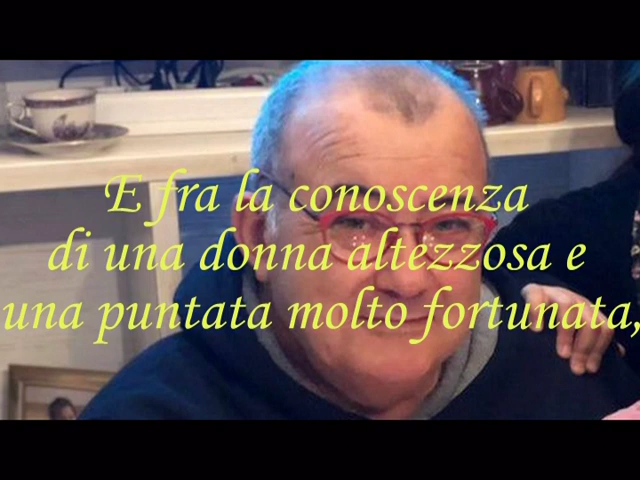 E fra la conoscenza
di una donna altezzosa e
una puntata molto fortunata,